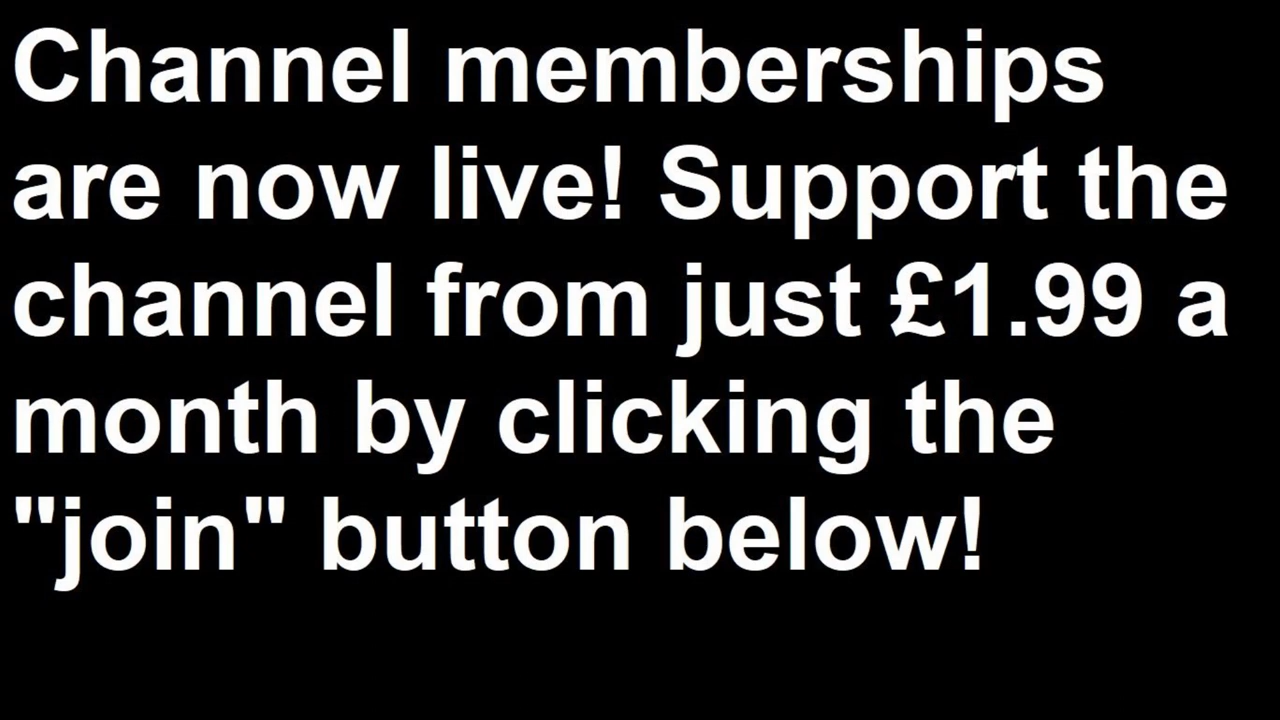 Channel memberships
are now live! Support the
channel from just £1.99 a
month by clicking the
"join" button below!